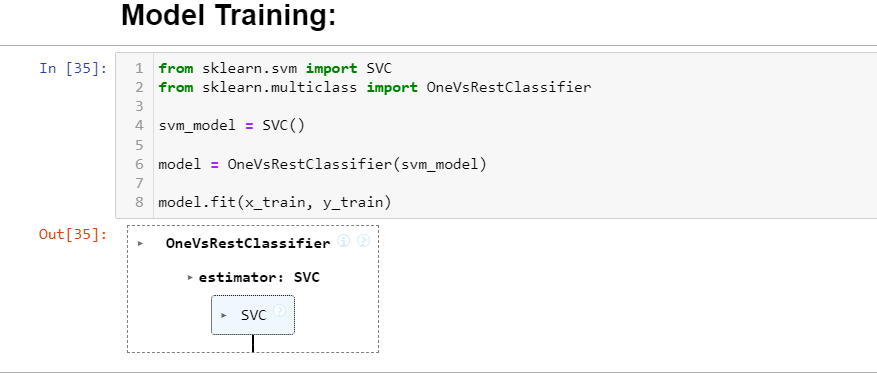 Model Training:
In [35]:
1 from sklearn.svm import SVC
2 from sklearn.multiclass import OneVsRestClassifier
3
4 svm_model = SVC()
5
6 model = OneVsRestClassifier(svm_model)
7
8 model.fit(x_train, y_train)
Out[35]:
▸ OneVsRestClassifier i ?
▸ estimator: SVC
▸ SVC ?